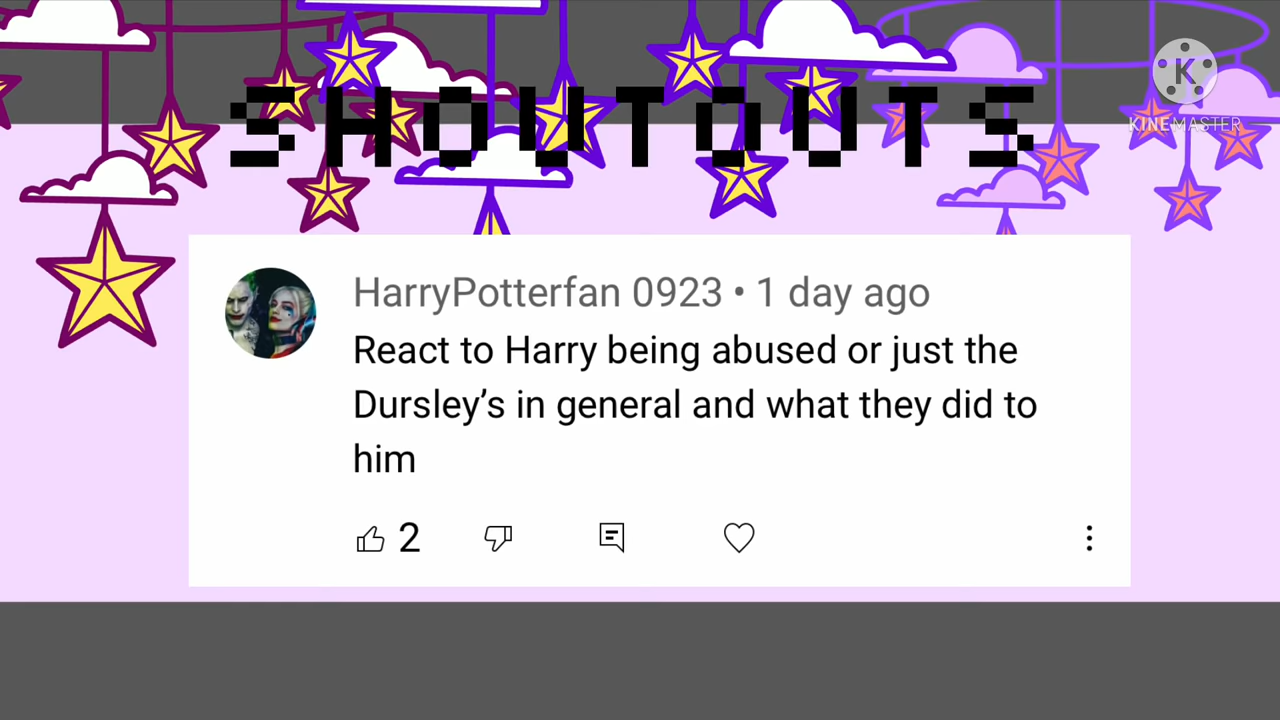 SHOUTOUTS
K
KINEMASTER
HarryPotterfan 0923 • 1 day ago
React to Harry being abused or just the
Dursley’s in general and what they did to
him
2